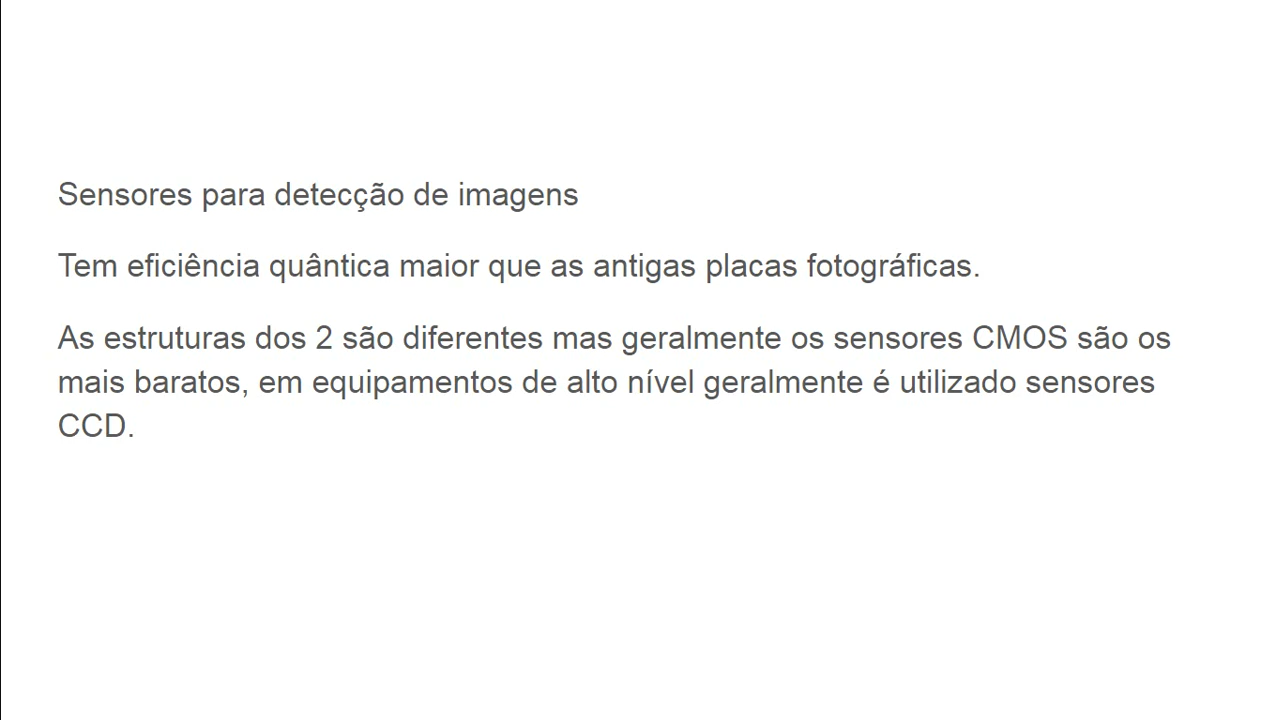 Sensores para detecção de imagens
Tem eficiência quântica maior que as antigas placas fotográficas.
As estruturas dos 2 são diferentes mas geralmente os sensores CMOS são os
mais baratos, em equipamentos de alto nível geralmente é utilizado sensores
CCD.